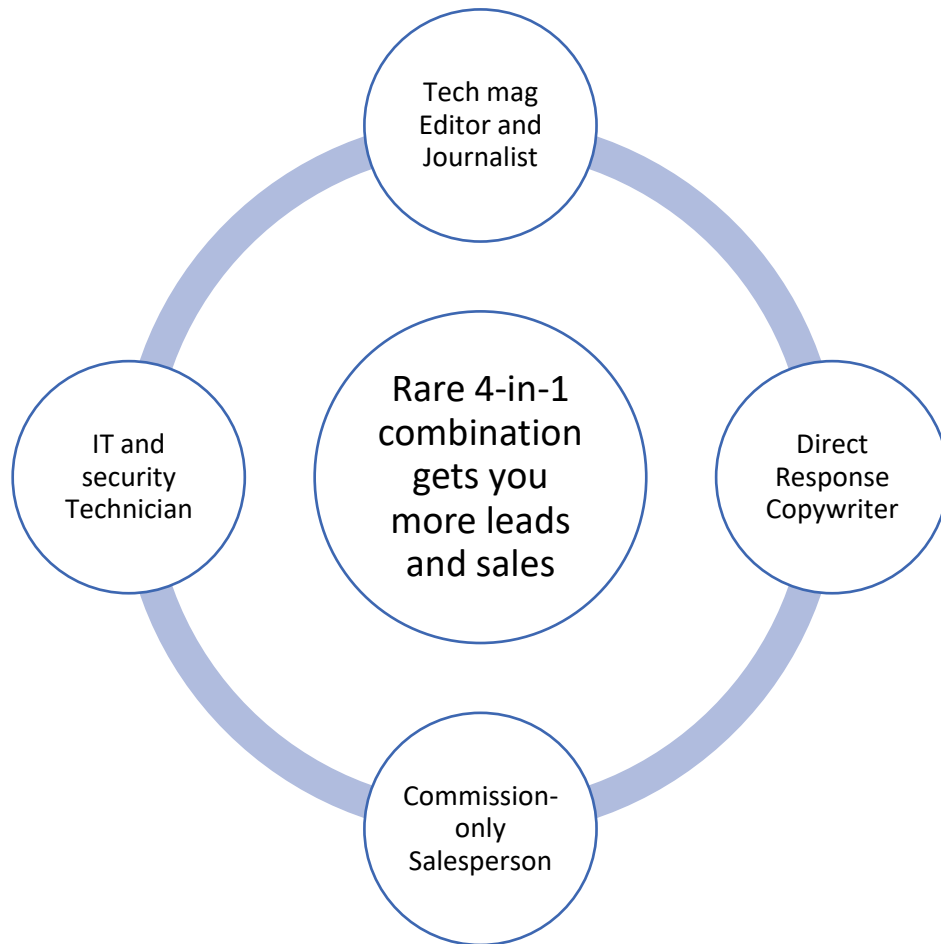 Tech mag
Editor and
Journalist
Rare 4-in-1
combination
gets you
more leads
and sales
IT and
security
Technician
Direct
Response
Copywriter
Commission-
only
Salesperson